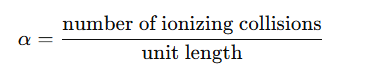 α = number of ionizing collisions / unit length